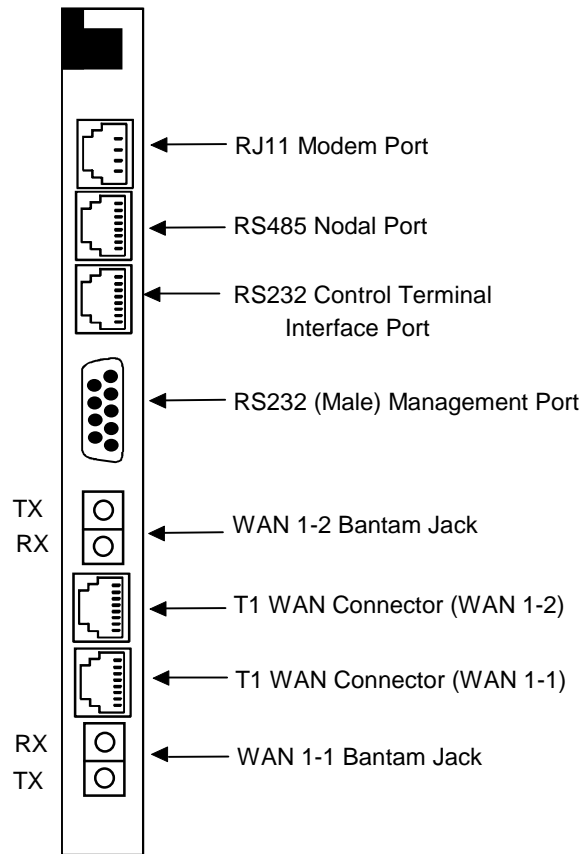 RJ11 Modem Port
RS485 Nodal Port
RS232 Control Terminal
Interface Port
RS232 (Male) Management Port
TX
RX
WAN 1-2 Bantam Jack
T1 WAN Connector (WAN 1-2)
T1 WAN Connector (WAN 1-1)
RX
TX
WAN 1-1 Bantam Jack